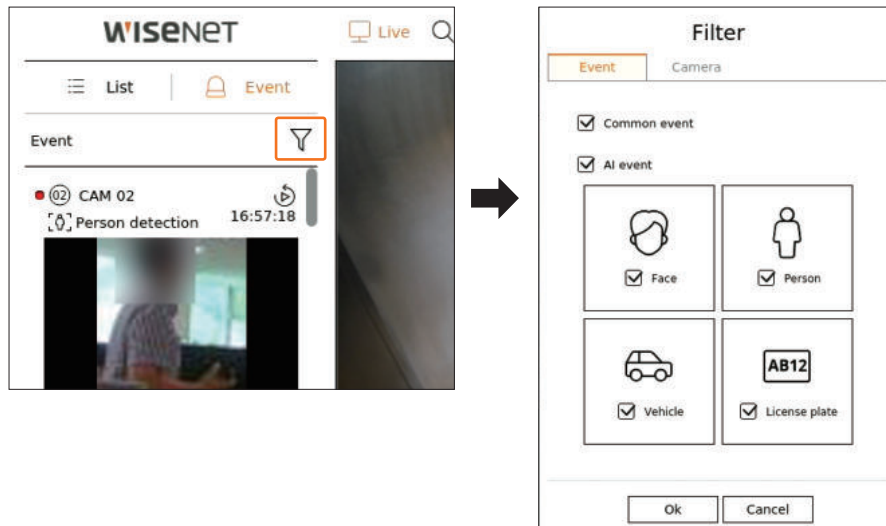 WISENET
Live
List
Event
Event
02 CAM 02
Person detection
16:57:18
Filter
Event
Camera
Common event
AI event
Face
Person
Vehicle
AB12
License plate
Ok
Cancel